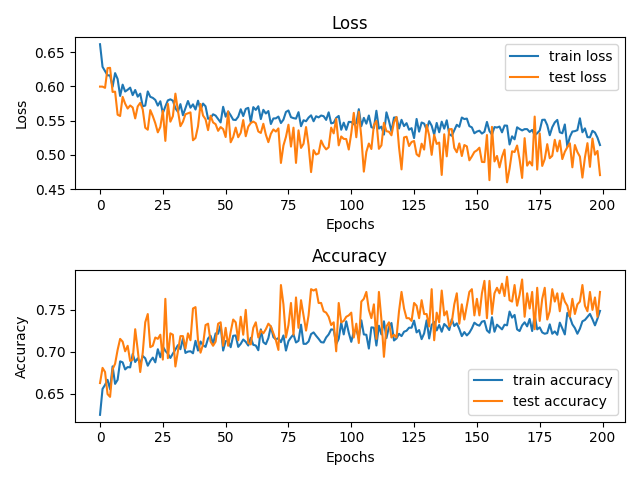 Loss
0.65
0.60
0.55
0.50
0.45
Loss
train loss
test loss
0 25 50 75 100 125 150 175 200
Epochs
Accuracy
0.75
0.70
0.65
Accuracy
train accuracy
test accuracy
0 25 50 75 100 125 150 175 200
Epochs